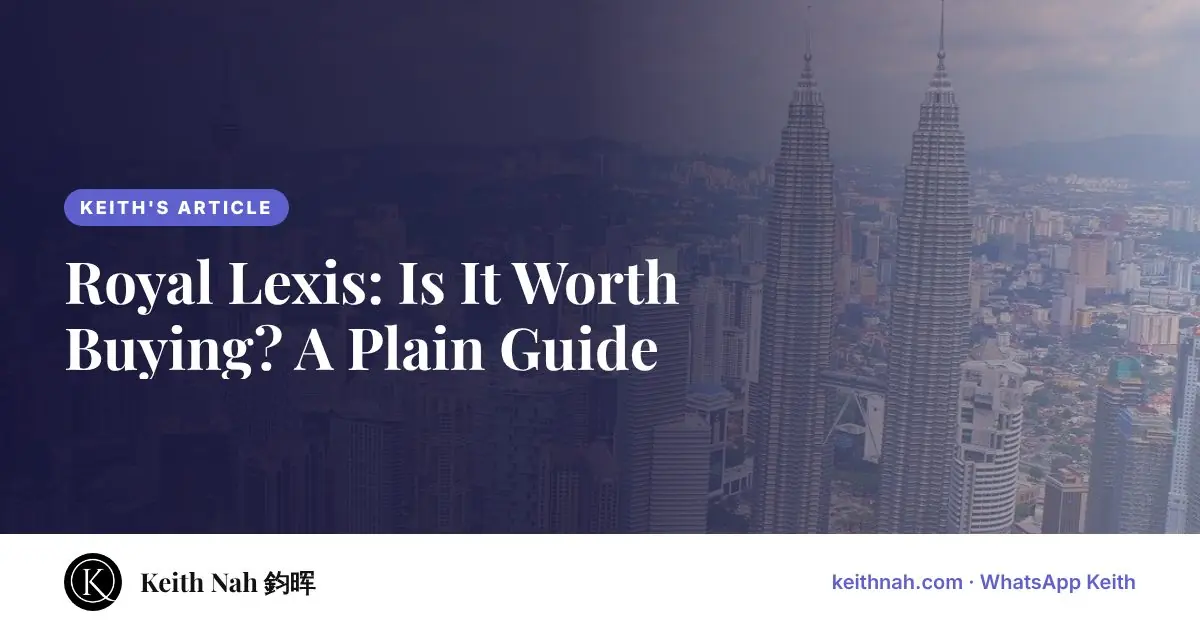 KEITH'S ARTICLE
Royal Lexis: Is It Worth
Buying? A Plain Guide
K
Keith Nah 鈞晖
keithnah.com · WhatsApp Keith